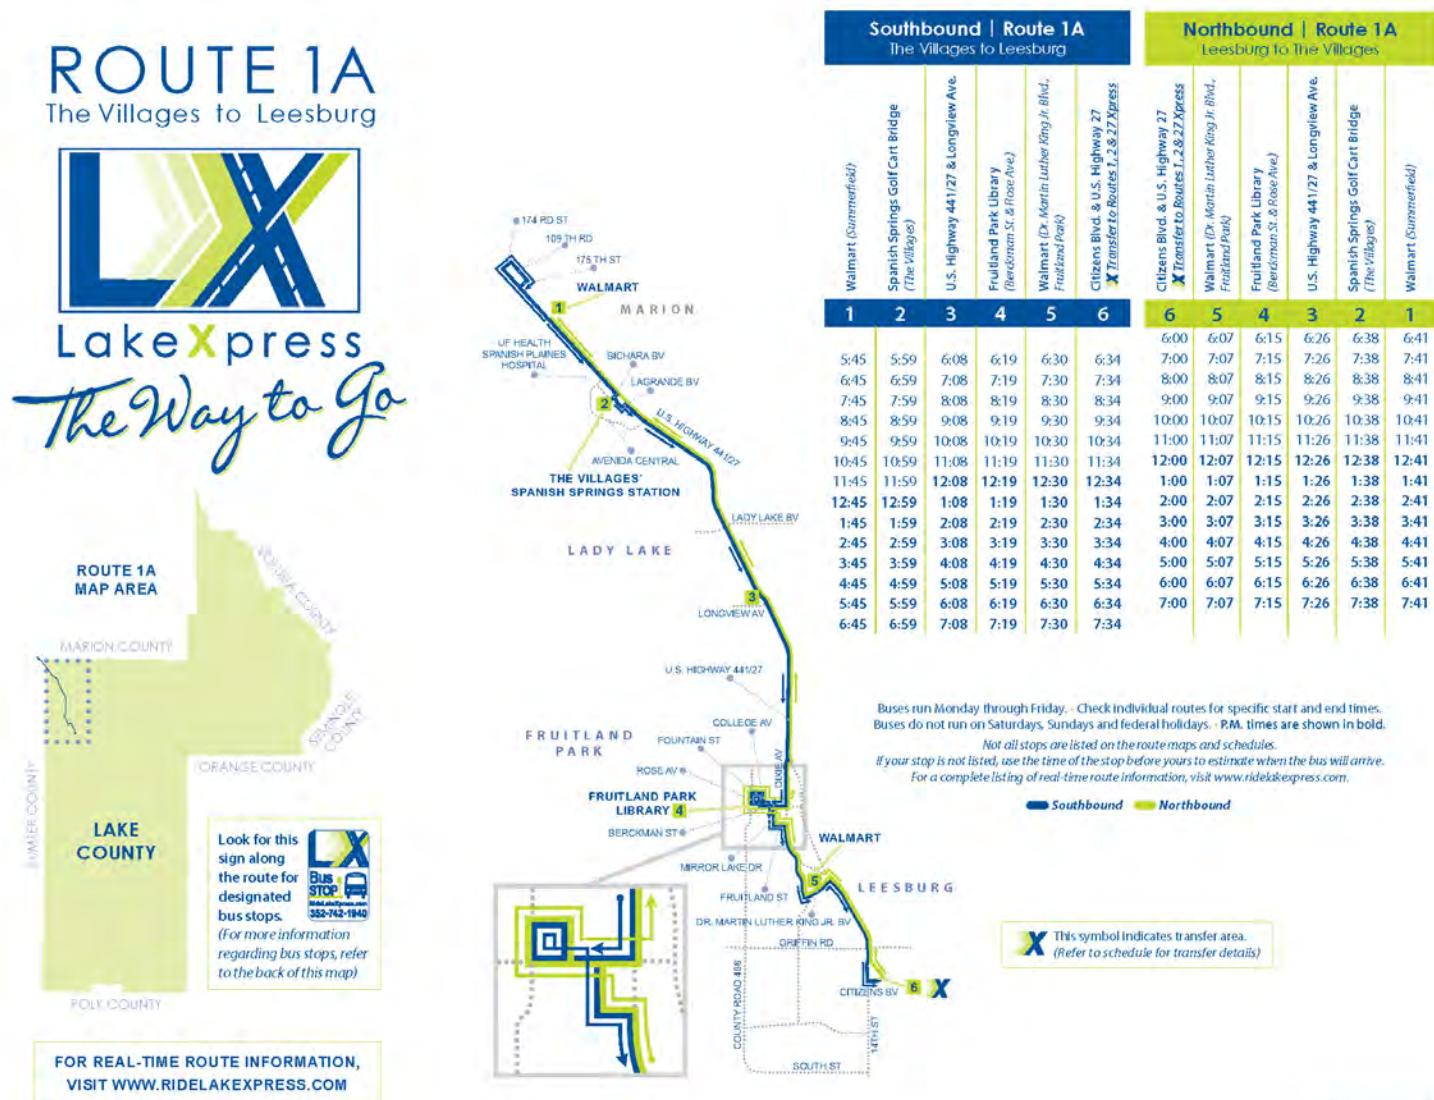 ROUTE 1A
The Villages to Leesburg
LX
LakeXpress
The Way to Go
ROUTE 1A
MAP AREA
VOLUSIA COUNTY
MARION COUNTY
SEMINOLE
COUNTY
ORANGE COUNTY
SUMTER COUNTY
LAKE
COUNTY
POLK COUNTY
Look for this
sign along
the route for
designated
bus stops.
(For more information
regarding bus stops, refer
to the back of this map)
LX
BUS
STOP
RideLakeXpress.com
352-742-1940
FOR REAL-TIME ROUTE INFORMATION,
VISIT WWW.RIDELAKEXPRESS.COM
174 RD ST
109 TH RD
175 TH ST
WALMART
1
MARION
UF HEALTH
SPANISH PLAINES
HOSPITAL
BICHARA BV
LAGRANDE BV
2
U.S. HIGHWAY 441/27
AVENIDA CENTRAL
THE VILLAGES'
SPANISH SPRINGS STATION
LADY LAKE BV
LADY LAKE
3
LONGVIEW AV
U.S. HIGHWAY 441/27
COLLEGE AV
FRUITLAND
PARK
FOUNTAIN ST
DIXIE AV
ROSE AV
FRUITLAND PARK
LIBRARY 4
BERCKMAN ST
WALMART
MIRROR LAKE DR
5
LEESBURG
FRUITLAND ST
DR. MARTIN LUTHER KING JR. BV
GRIFFIN RD
COUNTY ROAD 466
CITIZENS BV
6 X
14TH ST
SOUTH ST
Southbound | Route 1A
The Villages to Leesburg
Walmart (Summerfield)
Spanish Springs Golf Cart Bridge
(The Villages)
U.S. Highway 441/27 & Longview Ave.
Fruitland Park Library
(Berckman St. & Rose Ave.)
Walmart (Dr. Martin Luther King Jr. Blvd.,
Fruitland Park)
Citizens Blvd. & U.S. Highway 27
X Transfer to Routes 1, 2 & 27 Xpress
1 2 3 4 5 6
5:45 5:59 6:08 6:19 6:30 6:34
6:45 6:59 7:08 7:19 7:30 7:34
7:45 7:59 8:08 8:19 8:30 8:34
8:45 8:59 9:08 9:19 9:30 9:34
9:45 9:59 10:08 10:19 10:30 10:34
10:45 10:59 11:08 11:19 11:30 11:34
11:45 11:59 12:08 12:19 12:30 12:34
12:45 12:59 1:08 1:19 1:30 1:34
1:45 1:59 2:08 2:19 2:30 2:34
2:45 2:59 3:08 3:19 3:30 3:34
3:45 3:59 4:08 4:19 4:30 4:34
4:45 4:59 5:08 5:19 5:30 5:34
5:45 5:59 6:08 6:19 6:30 6:34
6:45 6:59 7:08 7:19 7:30 7:34
Northbound | Route 1A
Leesburg to The Villages
Citizens Blvd. & U.S. Highway 27
X Transfer to Routes 1, 2 & 27 Xpress
Walmart (Dr. Martin Luther King Jr. Blvd.,
Fruitland Park)
Fruitland Park Library
(Berckman St. & Rose Ave.)
U.S. Highway 441/27 & Longview Ave.
Spanish Springs Golf Cart Bridge
(The Villages)
Walmart (Summerfield)
6 5 4 3 2 1
6:00 6:07 6:15 6:26 6:38 6:41
7:00 7:07 7:15 7:26 7:38 7:41
8:00 8:07 8:15 8:26 8:38 8:41
9:00 9:07 9:15 9:26 9:38 9:41
10:00 10:07 10:15 10:26 10:38 10:41
11:00 11:07 11:15 11:26 11:38 11:41
12:00 12:07 12:15 12:26 12:38 12:41
1:00 1:07 1:15 1:26 1:38 1:41
2:00 2:07 2:15 2:26 2:38 2:41
3:00 3:07 3:15 3:26 3:38 3:41
4:00 4:07 4:15 4:26 4:38 4:41
5:00 5:07 5:15 5:26 5:38 5:41
6:00 6:07 6:15 6:26 6:38 6:41
7:00 7:07 7:15 7:26 7:38 7:41
Buses run Monday through Friday. · Check individual routes for specific start and end times.
Buses do not run on Saturdays, Sundays and federal holidays. · P.M. times are shown in bold.
Not all stops are listed on the route maps and schedules.
If your stop is not listed, use the time of the stop before yours to estimate when the bus will arrive.
For a complete listing of real-time route information, visit www.ridelakexpress.com.
Southbound Northbound
X This symbol indicates transfer area.
(Refer to schedule for transfer details)